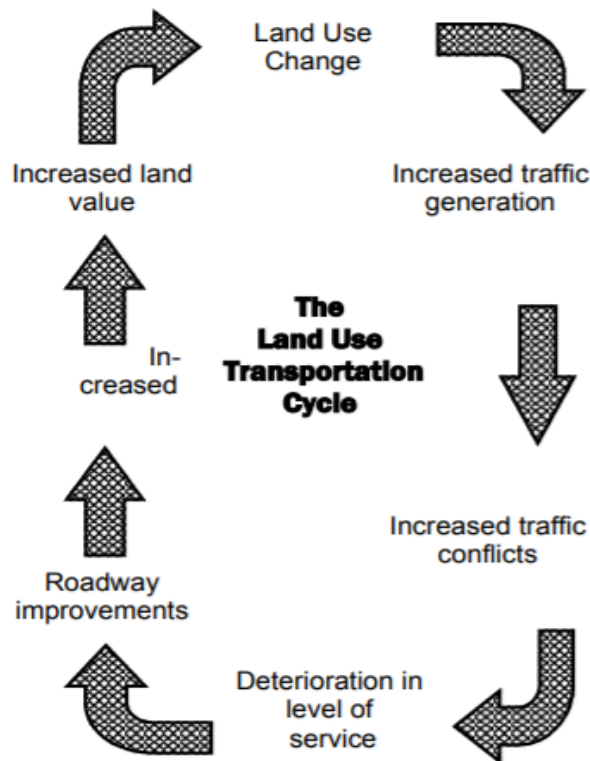 Land Use
Change
Increased traffic
generation
Increased traffic
conflicts
Deterioration in
level of
service
Roadway
improvements
In-
creased
Increased land
value
The
Land Use
Transportation
Cycle